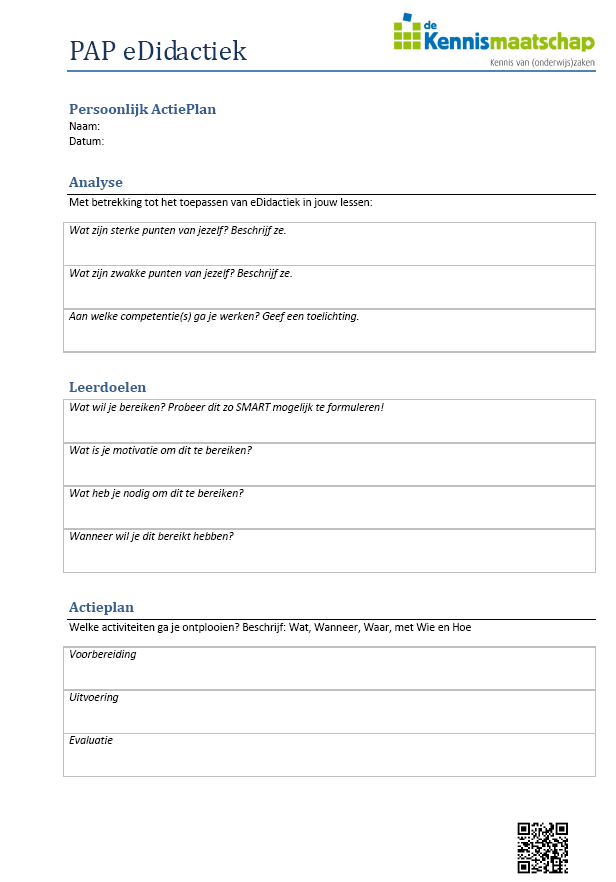 PAP eDidactiek
de
Kennismaatschap
Kennis van (onderwijs)zaken
Persoonlijk ActiePlan
Naam:
Datum:
Analyse
Met betrekking tot het toepassen van eDidactiek in jouw lessen:
Wat zijn sterke punten van jezelf? Beschrijf ze.
Wat zijn zwakke punten van jezelf? Beschrijf ze.
Aan welke competentie(s) ga je werken? Geef een toelichting.
Leerdoelen
Wat wil je bereiken? Probeer dit zo SMART mogelijk te formuleren!
Wat is je motivatie om dit te bereiken?
Wat heb je nodig om dit te bereiken?
Wanneer wil je dit bereikt hebben?
Actieplan
Welke activiteiten ga je ontplooien? Beschrijf: Wat, Wanneer, Waar, met Wie en Hoe
Voorbereiding
Uitvoering
Evaluatie